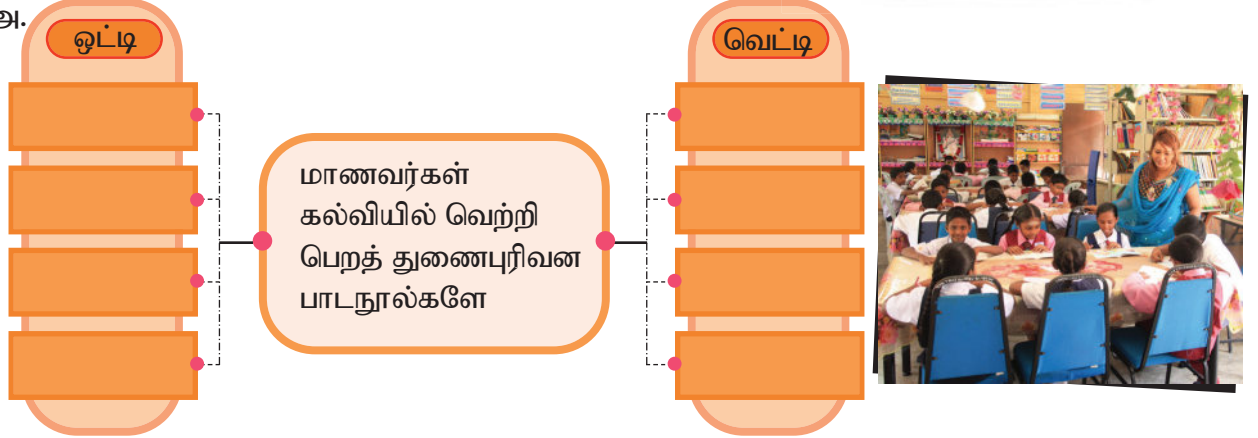 அ.
ஒட்டி
வெட்டி
மாணவர்கள்
கல்வியில் வெற்றி
பெறத் துணைபுரிவன
பாடநூல்களே